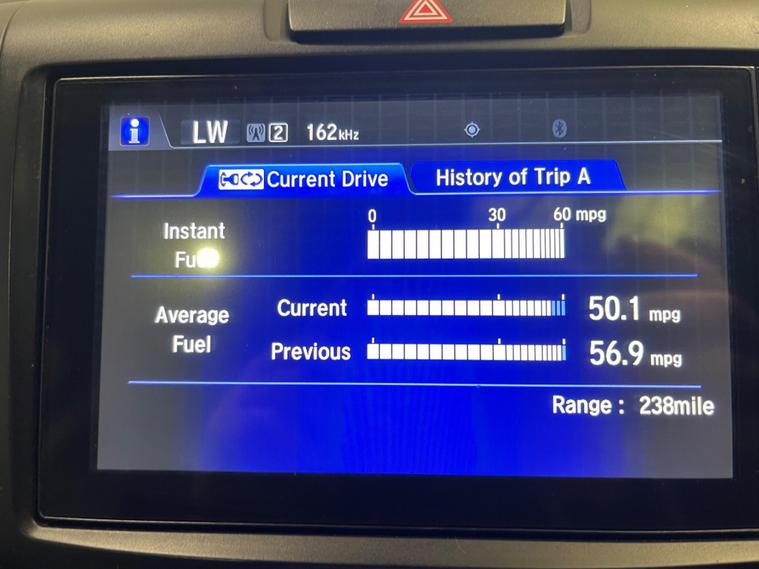 i LW 2 162kHz
Current Drive History of Trip A
0 30 60 mpg
Instant
Average Current 50.1 mpg
Fuel Previous 56.9 mpg
Range : 238mile